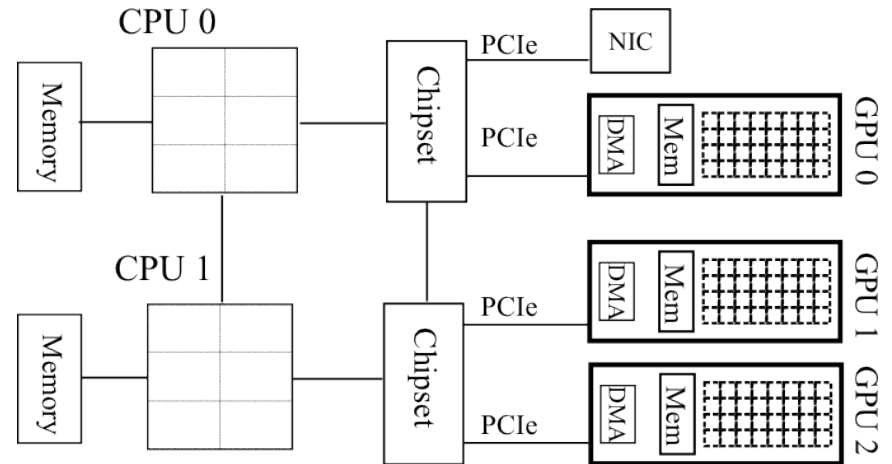 CPU 0
Memory
Chipset
PCIe
NIC
PCIe
DMA
Mem
GPU 0
CPU 1
Memory
Chipset
PCIe
DMA
Mem
GPU 1
PCIe
DMA
Mem
GPU 2